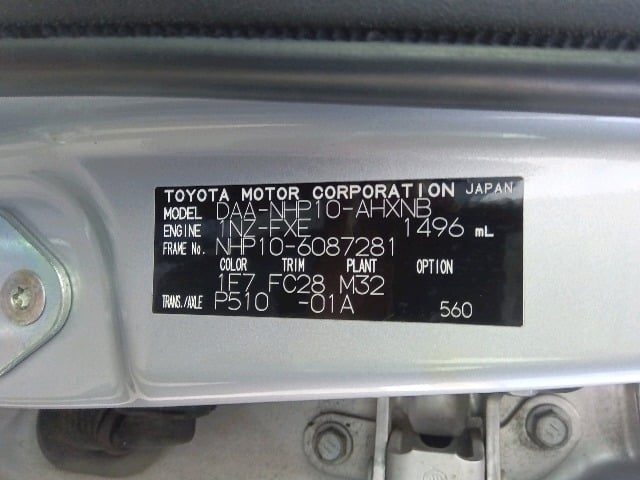 TOYOTA MOTOR CORPORATION JAPAN
MODEL DAA-NHP10-AHXNB
ENGINE 1NZ-FXE 1496 mL
FRAME No. NHP10-6087281
COLOR TRIM PLANT OPTION
1E7 FC28 M32
TRANS./AXLE P510 -01A 560